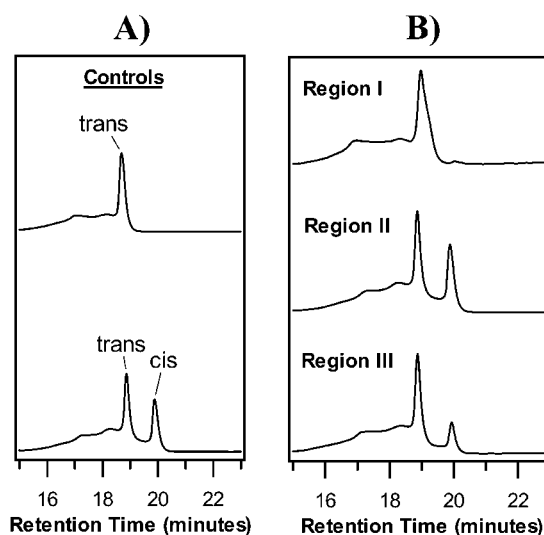 A)
Controls
trans
trans
cis
16 18 20 22
Retention Time (minutes)
B)
Region I
Region II
Region III
16 18 20 22
Retention Time (minutes)